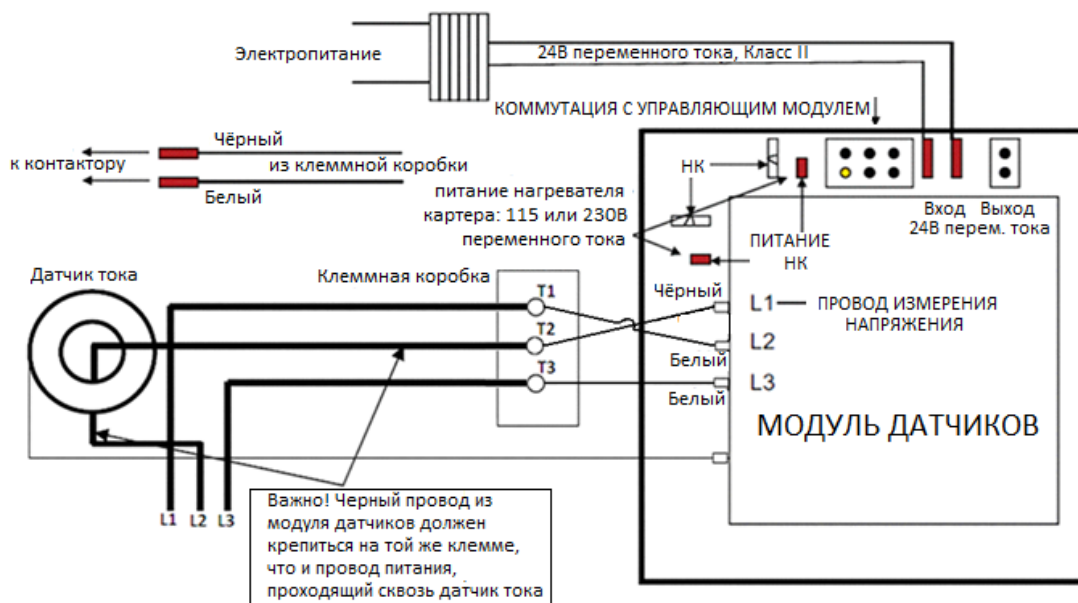 Электропитание
24В переменного тока, Класс II
КОММУТАЦИЯ С УПРАВЛЯЮЩИМ МОДУЛЕМ
Чёрный
к контактору
из клеммной коробки
Белый
НК
питание нагревателя
картера: 115 или 230В
переменного тока
Вход
Выход
24В перем. тока
ПИТАНИЕ
НК
Датчик тока
Клеммная коробка
T1
T2
T3
Чёрный
L1
ПРОВОД ИЗМЕРЕНИЯ
НАПРЯЖЕНИЯ
L2
Белый
L3
Белый
МОДУЛЬ ДАТЧИКОВ
L1
L2
L3
Важно! Черный провод из
модуля датчиков должен
крепиться на той же клемме,
что и провод питания,
проходящий сквозь датчик тока